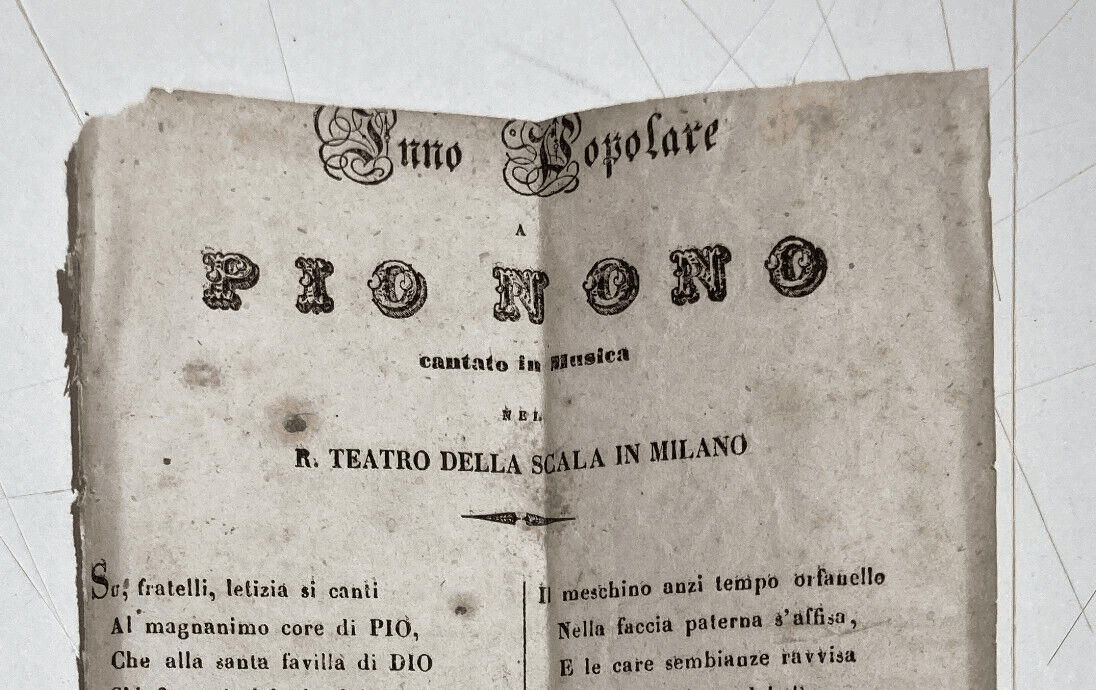 Inno Popolare
A
PIO NONO
cantato in Musica
NEL
R. TEATRO DELLA SCALA IN MILANO
Su, fratelli, letizia si canti
Al magnanimo core di PIO,
Che alla santa favilla di DIO
Il meschino anzi tempo orfanello
Nella faccia paterna s'affisa,
E le care sembianze ravvisa